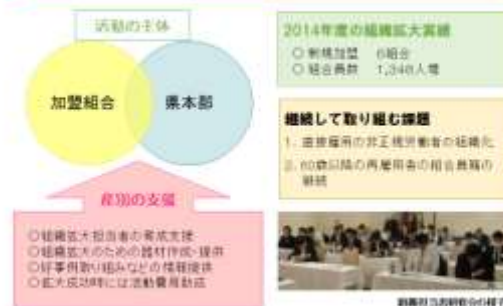 活動の主体
加盟組合
県本部
産別の支援
○組織拡大担当者の育成支援
○組織拡大のための器材作成・提供
○好事例取り組みなどの情報提供
○拡大成功時には活動費用助成
2014年度の組織拡大実績
○ 新規加盟 6組合
○ 組合員数 1,348人増
継続して取り組む課題
1. 直接雇用の非正規労働者の組織化
2. 60歳以降の再雇用者の組合員籍の
継続